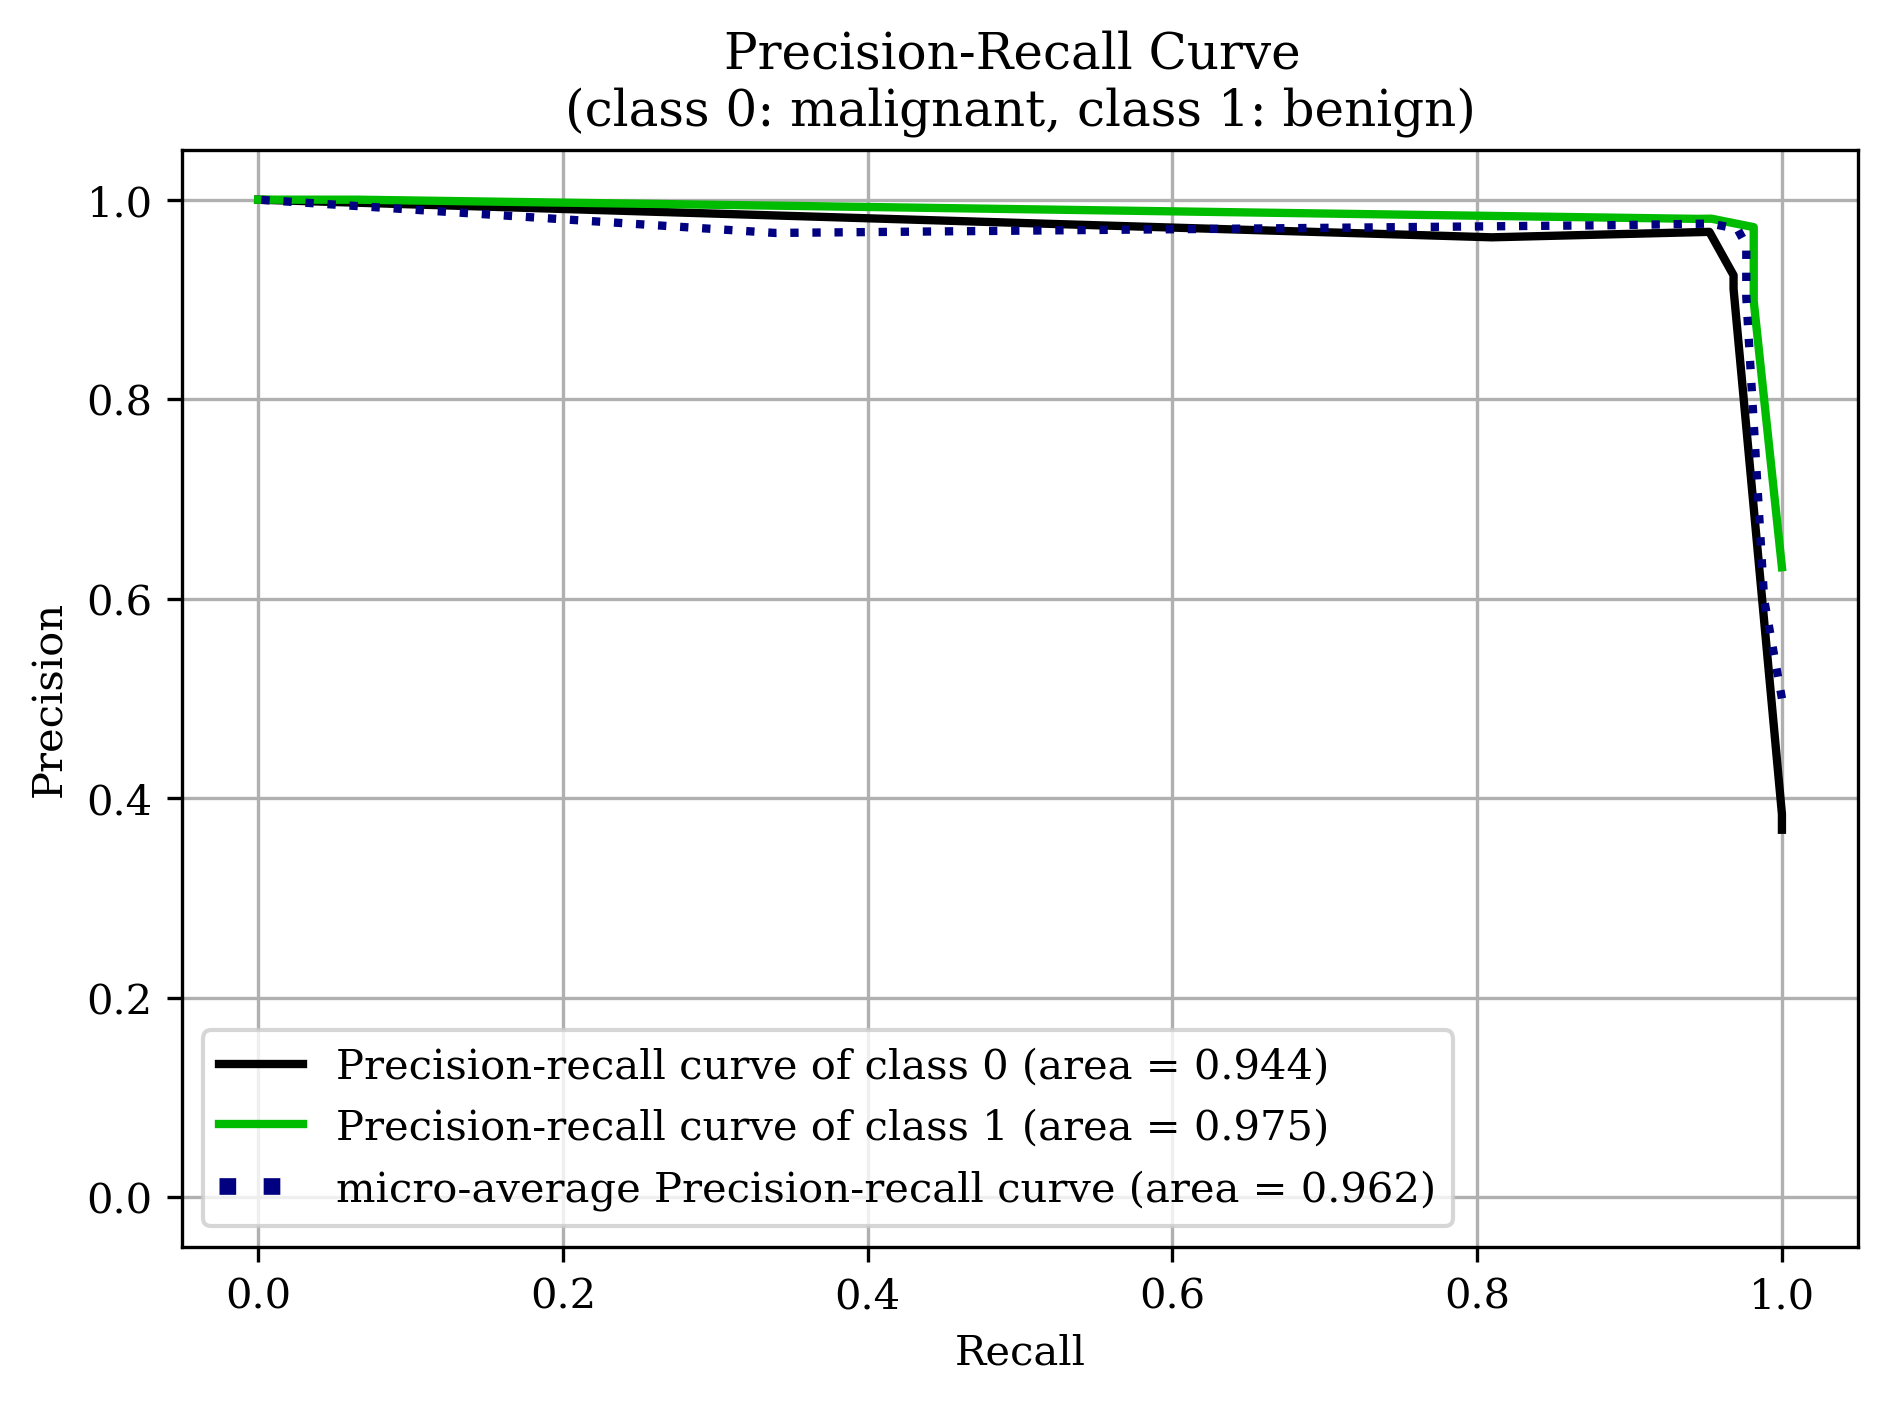 Precision-Recall Curve
(class 0: malignant, class 1: benign)
1.0
0.8
0.6
0.4
0.2
0.0
Precision
Precision-recall curve of class 0 (area = 0.944)
Precision-recall curve of class 1 (area = 0.975)
micro-average Precision-recall curve (area = 0.962)
0.0 0.2 0.4 0.6 0.8 1.0
Recall